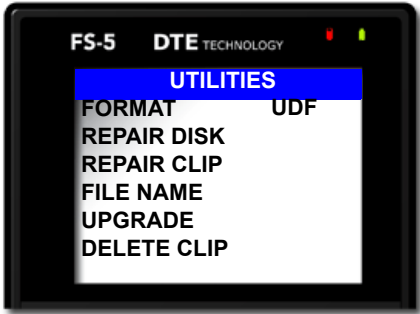 FS-5 DTE TECHNOLOGY
UTILITIES
FORMAT UDF
REPAIR DISK
REPAIR CLIP
FILE NAME
UPGRADE
DELETE CLIP